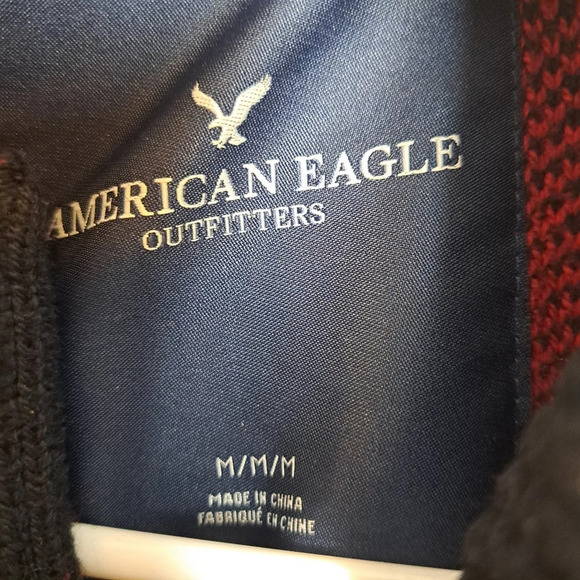 AMERICAN EAGLE
OUTFITTERS
M/M/M
MADE IN CHINA
FABRIQUÉ EN CHINE